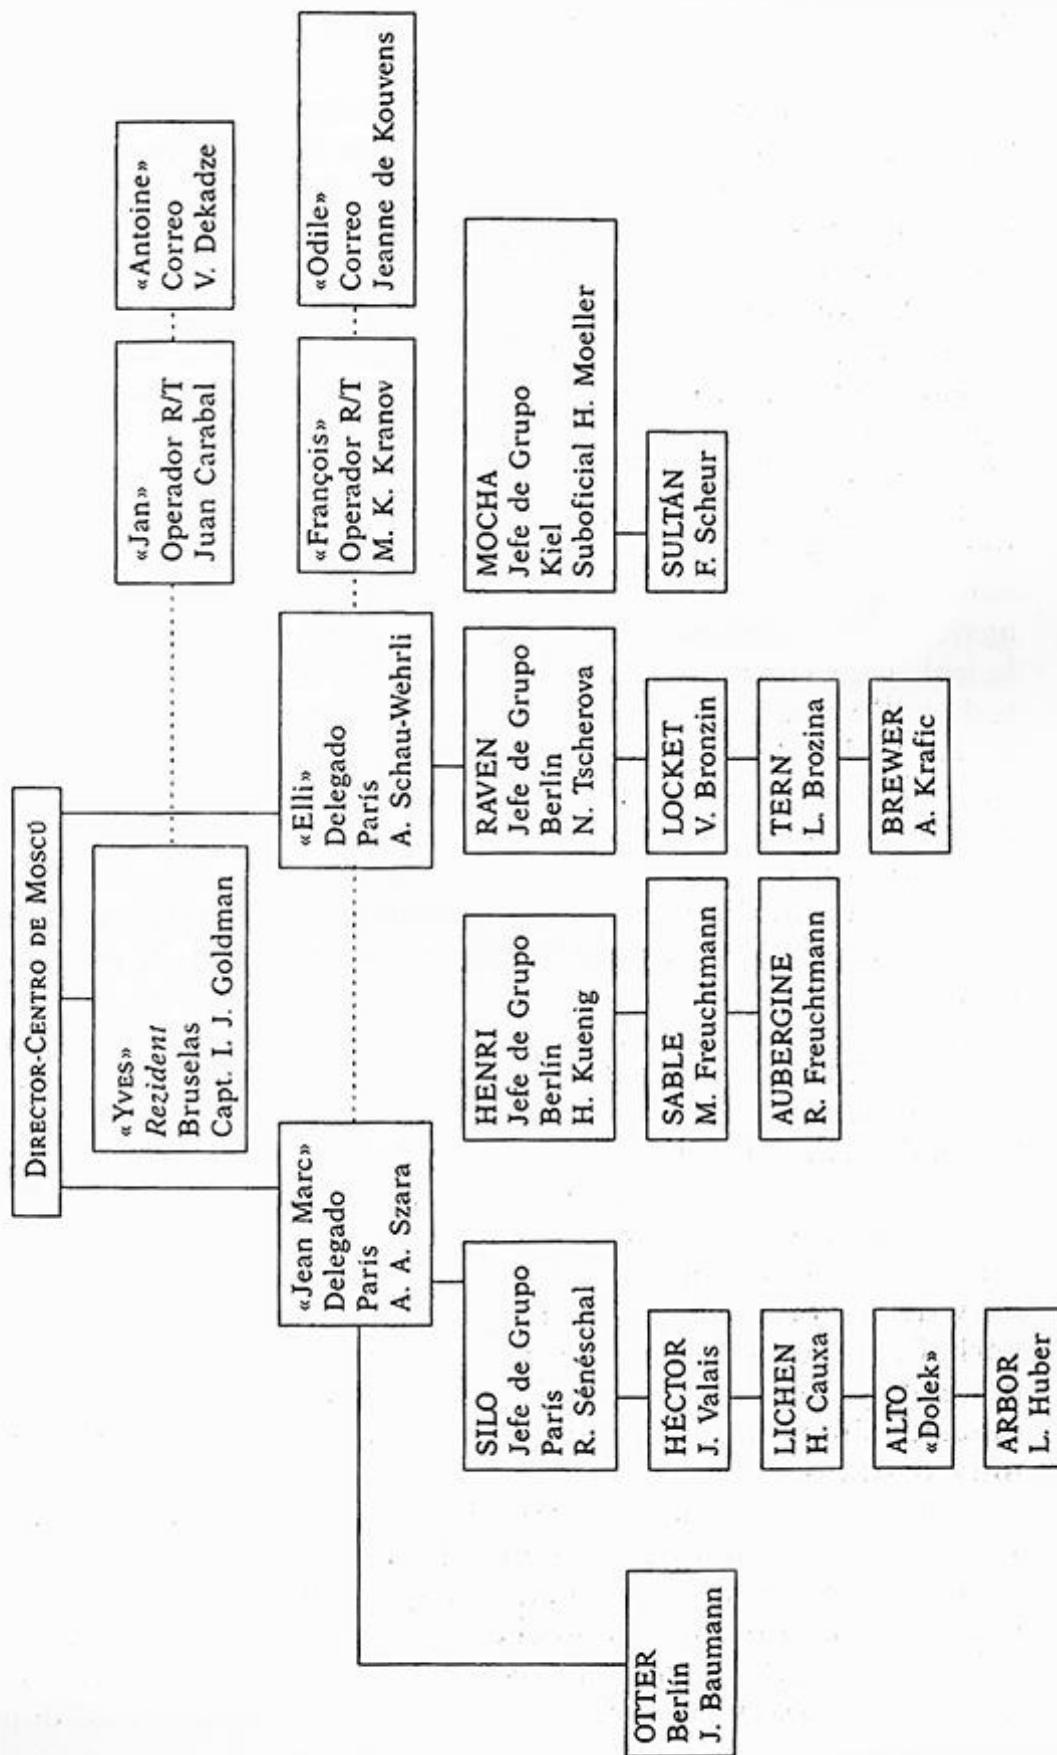 DIRECTOR-CENTRO DE MOSCÚ
«YVES»
Rezident
Bruselas
Capt. I. J. Goldman
«Jan»
Operador R/T
Juan Carabal
«Antoine»
Correo
V. Dekadze
«Jean Marc»
Delegado
París
A. A. Szara
«Elli»
Delegado
París
A. Schau-Wehrli
«François»
Operador R/T
M. K. Kranov
«Odile»
Correo
Jeanne de Kouvens
OTTER
Berlín
J. Baumann
SILO
Jefe de Grupo
París
R. Sénéschal
HÉCTOR
J. Valais
LICHEN
H. Cauxa
ALTO
«Dolek»
ARBOR
L. Huber
HENRI
Jefe de Grupo
Berlín
H. Kuenig
SABLE
M. Freuchtmann
AUBERGINE
R. Freuchtmann
RAVEN
Jefe de Grupo
Berlín
N. Tscherova
LOCKET
V. Bronzin
TERN
L. Brozina
BREWER
A. Krafic
MOCHA
Jefe de Grupo
Kiel
Suboficial H. Moeller
SULTÁN
F. Scheur